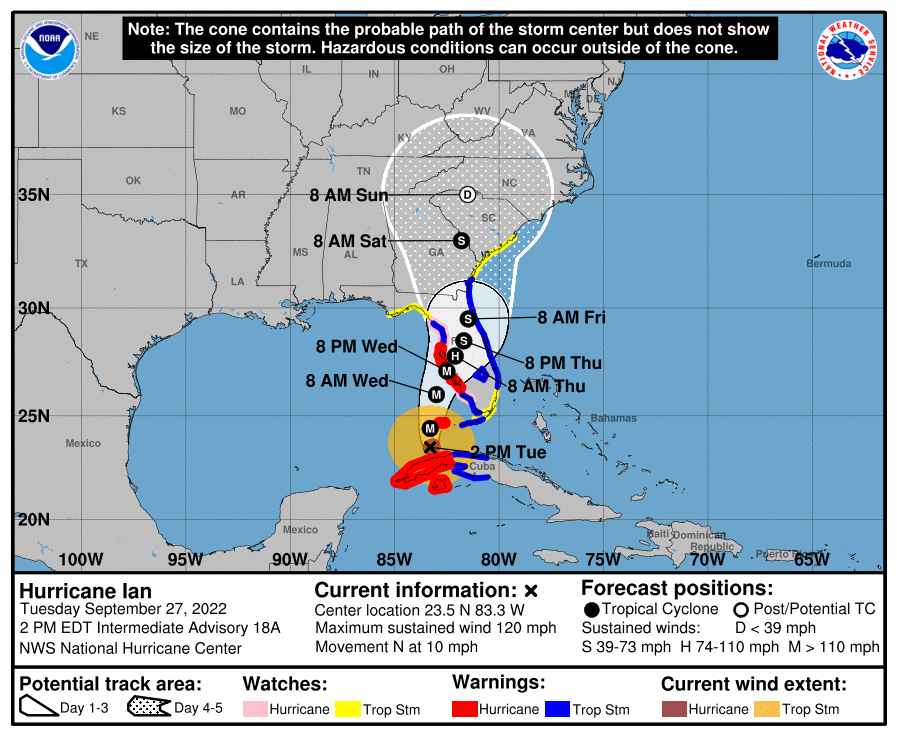 Note: The cone contains the probable path of the storm center but does not show
the size of the storm. Hazardous conditions can occur outside of the cone.
NOAA
NATIONAL WEATHER SERVICE
NE
IL
IN
OH
NJ
DE
KS
MO
KY
WV
VA
OK
AR
TN
NC
35N
8 AM Sun
D
SC
8 AM Sat
S
TX
MS
AL
GA
Bermuda
LA
30N
S
8 AM Fri
8 PM Wed
S
8 PM Thu
H
M
8 AM Thu
8 AM Wed
M
25N
Bahamas
M
Mexico
2 PM Tue
Cuba
20N
Mexico
Haiti
Dominican
Republic
Puerto Rico
100W
95W
90W
85W
80W
75W
70W
65W
Hurricane Ian
Tuesday September 27, 2022
2 PM EDT Intermediate Advisory 18A
NWS National Hurricane Center
Current information: ×
Center location 23.5 N 83.3 W
Maximum sustained wind 120 mph
Movement N at 10 mph
Forecast positions:
Tropical Cyclone
Post/Potential TC
Sustained winds:
D < 39 mph
S 39-73 mph H 74-110 mph M > 110 mph
Potential track area:
Day 1-3
Day 4-5
Watches:
Hurricane
Trop Stm
Warnings:
Hurricane
Trop Stm
Current wind extent:
Hurricane
Trop Stm